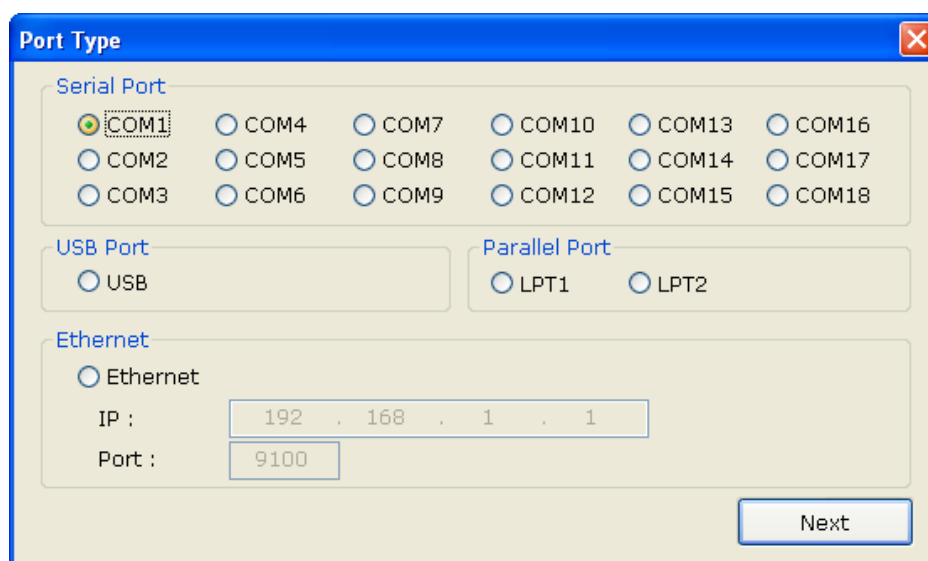 Port Type
Serial Port
COM1 COM4 COM7 COM10 COM13 COM16
COM2 COM5 COM8 COM11 COM14 COM17
COM3 COM6 COM9 COM12 COM15 COM18
USB Port Parallel Port
USB LPT1 LPT2
Ethernet
Ethernet
IP : 192 . 168 . 1 . 1
Port : 9100
Next